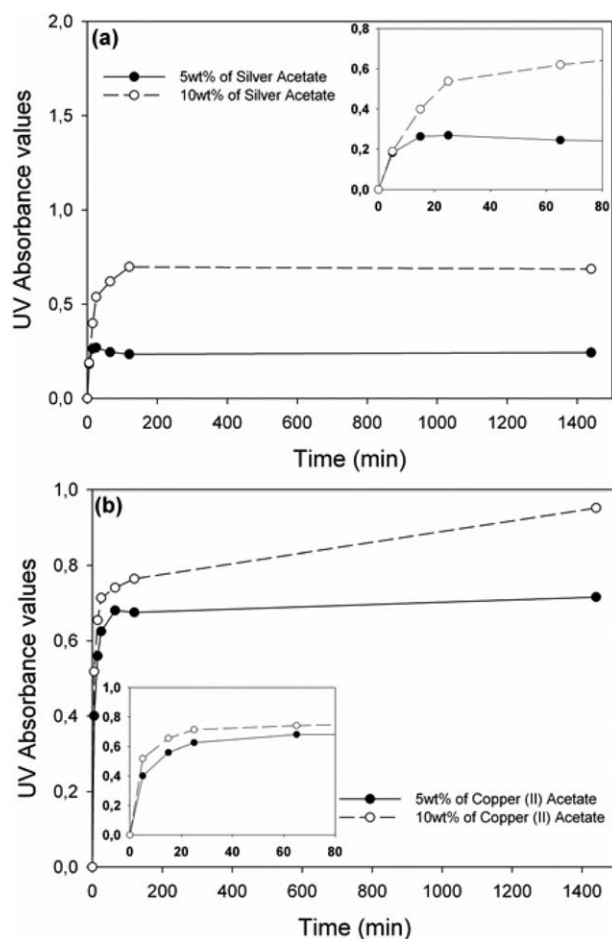 (a)
5wt% of Silver Acetate
10wt% of Silver Acetate
UV Absorbance values
2,0
1,5
1,0
0,5
0,0
0 200 400 600 800 1000 1200 1400
Time (min)
0,8
0,6
0,4
0,2
0,0
0 20 40 60 80
(b)
UV Absorbance values
1,0
0,8
0,6
0,4
0,2
0,0
0 200 400 600 800 1000 1200 1400
Time (min)
1,0
0,8
0,6
0,4
0,2
0,0
0 20 40 60 80
5wt% of Copper (II) Acetate
10wt% of Copper (II) Acetate